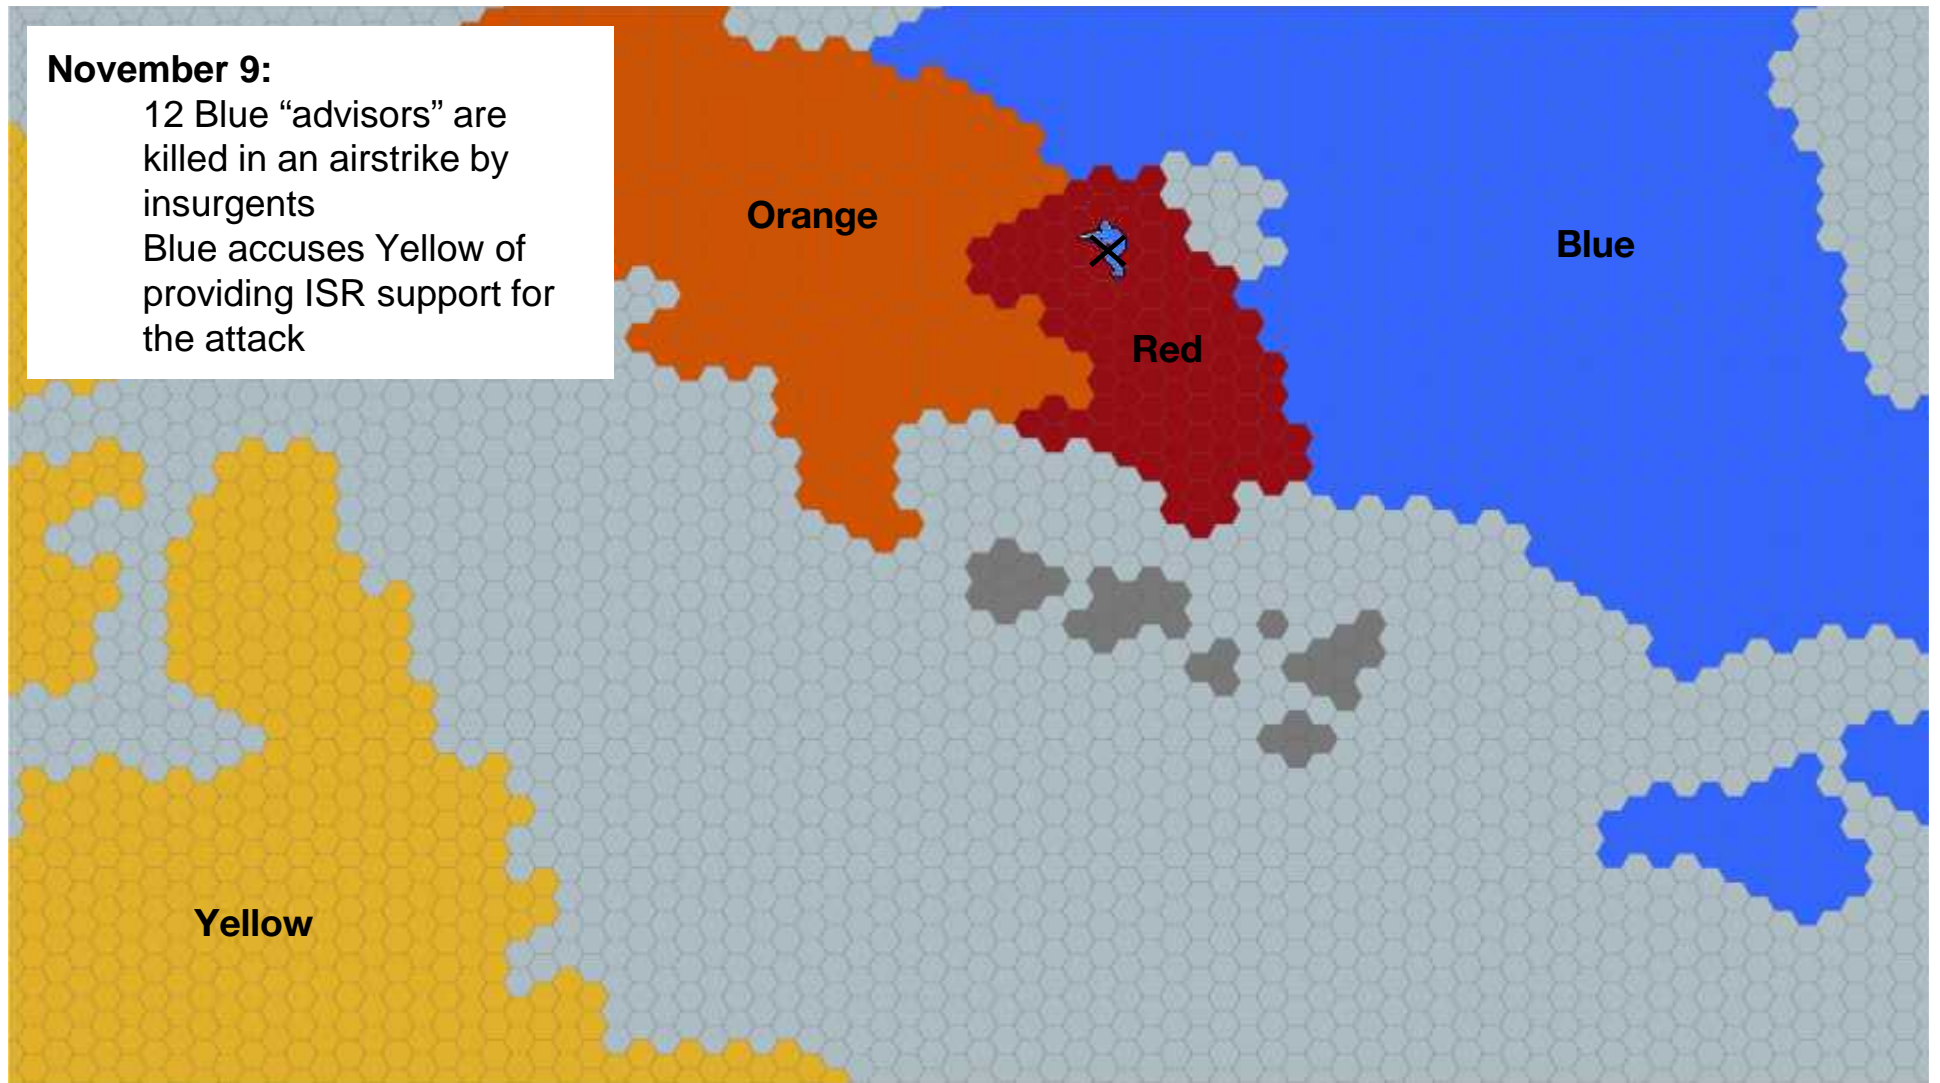 November 9:
12 Blue “advisors” are
killed in an airstrike by
insurgents
Blue accuses Yellow of
providing ISR support for
the attack
Orange
Blue
Red
Yellow